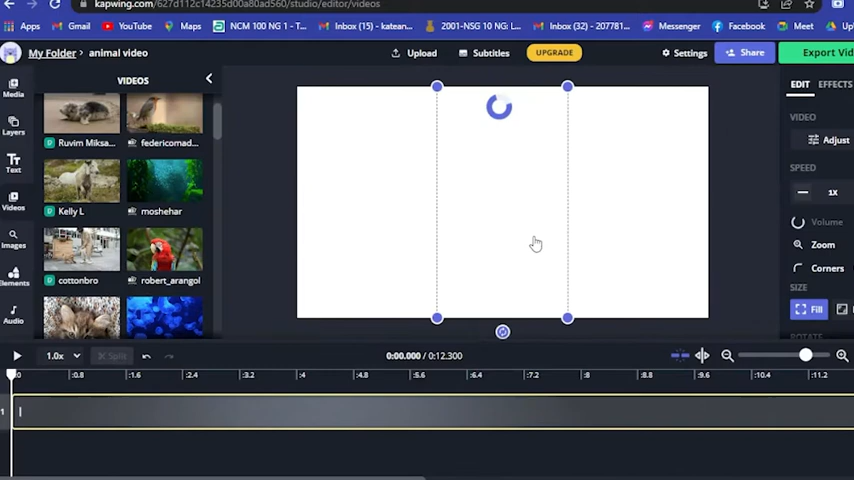 kapwing.com/627d112c14235d00a80ad560/studio/editor/videos
Apps Gmail YouTube Maps NCM 100 NG 1 - T... Inbox (15) - katean... 2001-NSG 10 NG: L... Inbox (32) - 207781... Messenger Facebook Meet
My Folder > animal video Upload Subtitles UPGRADE Settings Share Export Vid
Media
Layers
Text
Videos
Images
Elements
Audio
VIDEOS
Ruvim Miksa... federicomad...
Kelly L moshehar
cottonbro robert_arangol
EDIT EFFECTS
VIDEO
Adjust
SPEED
1X
Volume
Zoom
Corners
SIZE
Fill
ROTATE
1.0x Split 0:00.000 / 0:12.300
:0 :.8 :1.6 :2.4 :3.2 :4 :4.8 :5.6 :6.4 :7.2 :8 :8.8 :9.6 :10.4 :11.2
1